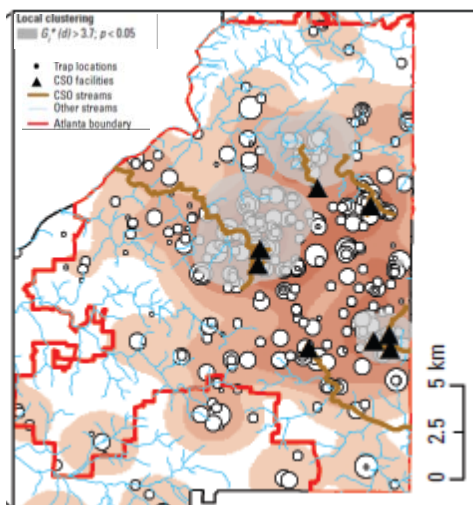 Local clustering
G_i* (d) > 3.7; p < 0.05
Trap locations
CSO facilities
CSO streams
Other streams
Atlanta boundary
5 km
2.5
0